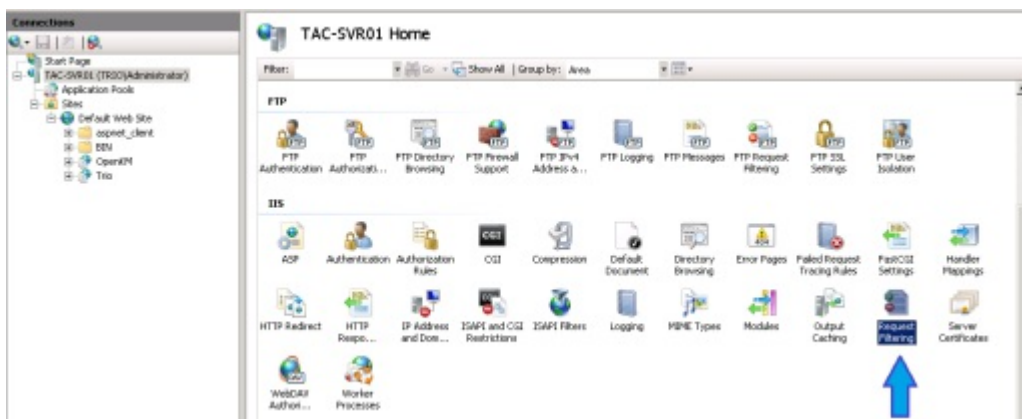 Connections
Start Page
TAC-SVR01 (TRIO\Administrator)
Application Pools
Sites
Default Web Site
aspnet_client
BIN
OpenKM
Trio
TAC-SVR01 Home
Filter: Go Show All Group by: Area
FTP
FTP Authentication FTP Authorizati... FTP Directory Browsing FTP Firewall Support FTP IPv4 Address a... FTP Logging FTP Messages FTP Request Filtering FTP SSL Settings FTP User Isolation
IIS
ASP Authentication Authorization Rules CGI Compression Default Document Directory Browsing Error Pages Failed Request Tracing Rules FastCGI Settings Handler Mappings
HTTP Redirect HTTP Respo... IP Address and Dom... ISAPI and CGI Restrictions ISAPI Filters Logging MIME Types Modules Output Caching Request Filtering Server Certificates
WebDAV Authori... Worker Processes